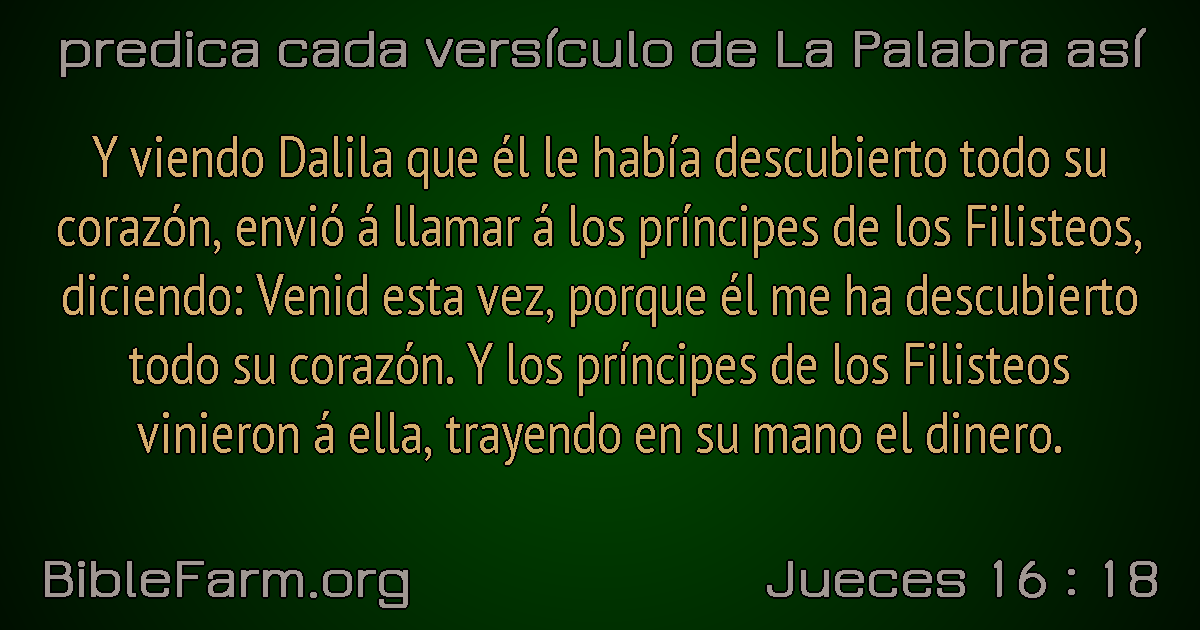 predica cada versículo de La Palabra así
Y viendo Dalila que él le había descubierto todo su
corazón, envió á llamar á los príncipes de los Filisteos,
diciendo: Venid esta vez, porque él me ha descubierto
todo su corazón. Y los príncipes de los Filisteos
vinieron á ella, trayendo en su mano el dinero.
BibleFarm.org
Jueces 16 : 18